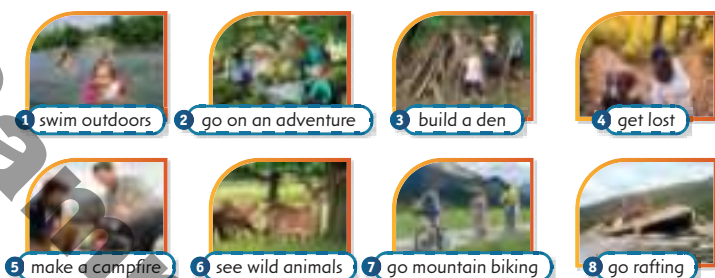 1 swim outdoors
2 go on an adventure
3 build a den
4 get lost
5 make a campfire
6 see wild animals
7 go mountain biking
8 go rafting